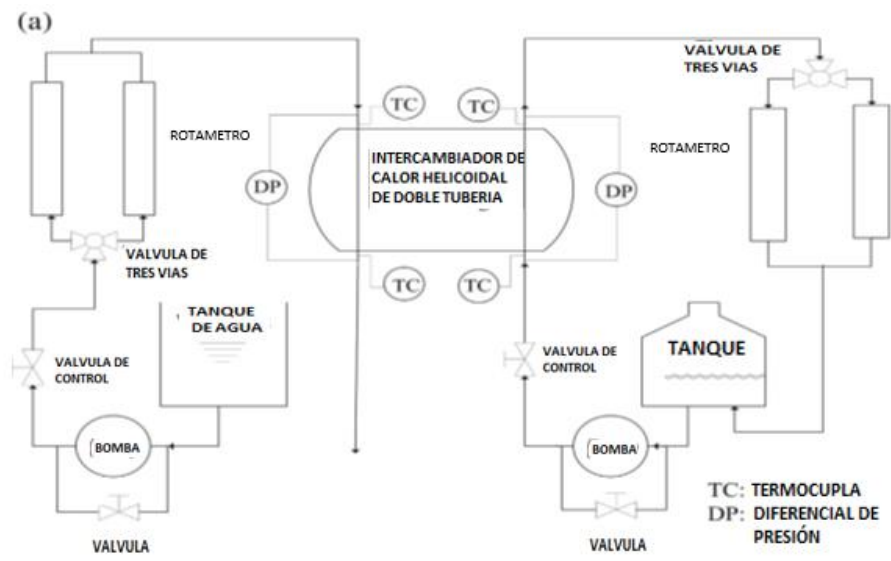 (a)
VALVULA DE
TRES VIAS
ROTAMETRO
TC
TC
ROTAMETRO
INTERCAMBIADOR DE
CALOR HELICOIDAL
DE DOBLE TUBERIA
DP
DP
VALVULA DE
TRES VIAS
TC
TC
TANQUE
DE AGUA
VALVULA DE
CONTROL
VALVULA DE
CONTROL
TANQUE
BOMBA
BOMBA
TC: TERMOCUPLA
DP: DIFERENCIAL DE
PRESIÓN
VALVULA
VALVULA